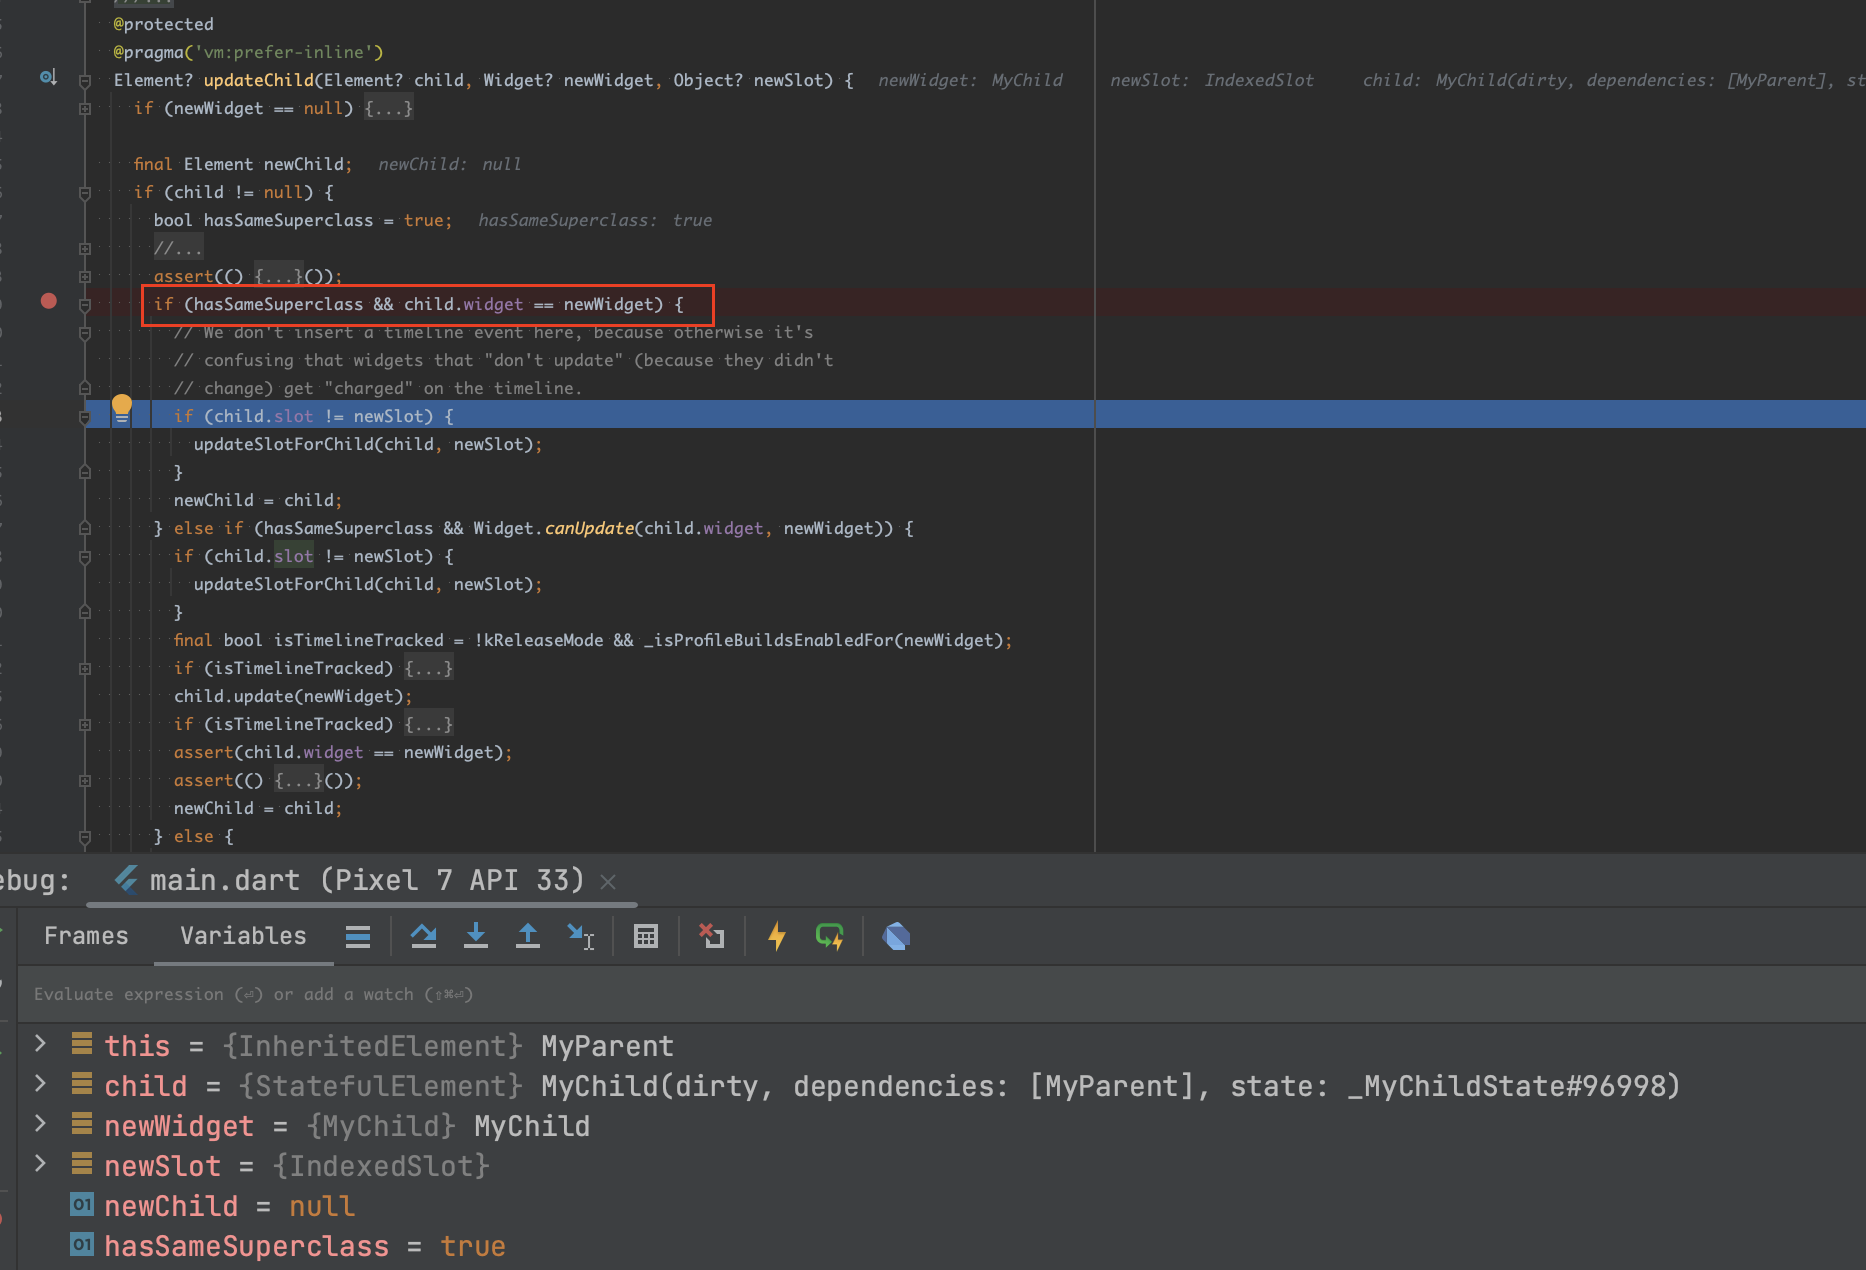 //...
@protected
@pragma('vm:prefer-inline')
Element? updateChild(Element? child, Widget? newWidget, Object? newSlot) { newWidget: MyChild newSlot: IndexedSlot child: MyChild(dirty, dependencies: [MyParent], st
if (newWidget == null) {...}
final Element newChild; newChild: null
if (child != null) {
bool hasSameSuperclass = true; hasSameSuperclass: true
//...
assert(() {...}());
if (hasSameSuperclass && child.widget == newWidget) {
// We don't insert a timeline event here, because otherwise it's
// confusing that widgets that "don't update" (because they didn't
// change) get "charged" on the timeline.
if (child.slot != newSlot) {
updateSlotForChild(child, newSlot);
}
newChild = child;
} else if (hasSameSuperclass && Widget.canUpdate(child.widget, newWidget)) {
if (child.slot != newSlot) {
updateSlotForChild(child, newSlot);
}
final bool isTimelineTracked = !kReleaseMode && _isProfileBuildsEnabledFor(newWidget);
if (isTimelineTracked) {...}
child.update(newWidget);
if (isTimelineTracked) {...}
assert(child.widget == newWidget);
assert(() {...}());
newChild = child;
} else {
ebug: main.dart (Pixel 7 API 33)
Frames Variables
Evaluate expression (⏎) or add a watch (⇧⌘⏎)
this = {InheritedElement} MyParent
child = {StatefulElement} MyChild(dirty, dependencies: [MyParent], state: _MyChildState#96998)
newWidget = {MyChild} MyChild
newSlot = {IndexedSlot}
01 newChild = null
01 hasSameSuperclass = true